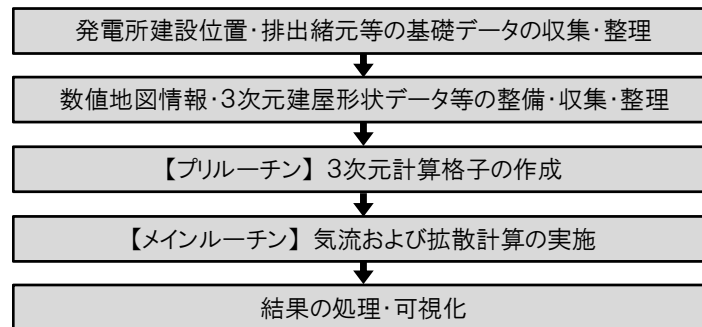 発電所建設位置・排出緒元等の基礎データの収集・整理
数値地図情報・3次元建屋形状データ等の整備・収集・整理
【プリルーチン】 3次元計算格子の作成
【メインルーチン】 気流および拡散計算の実施
結果の処理・可視化